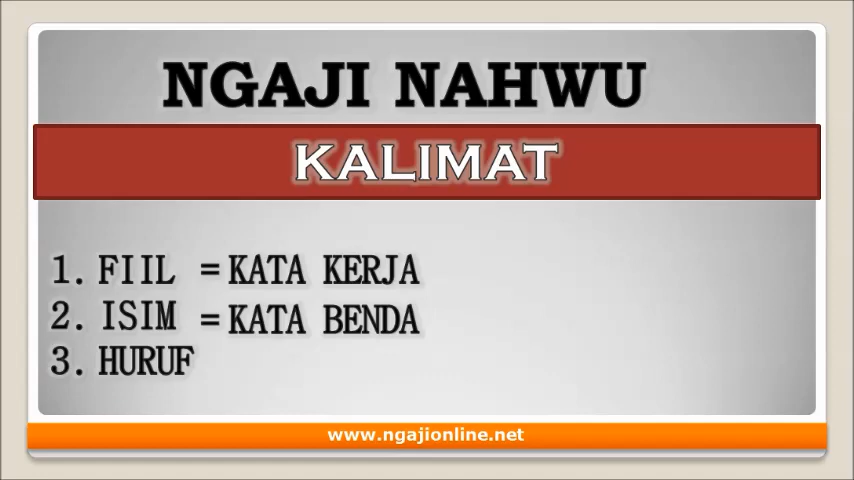 NGAJI NAHWU
KALIMAT
1. FIIL = KATA KERJA
2. ISIM = KATA BENDA
3. HURUF
www.ngajionline.net